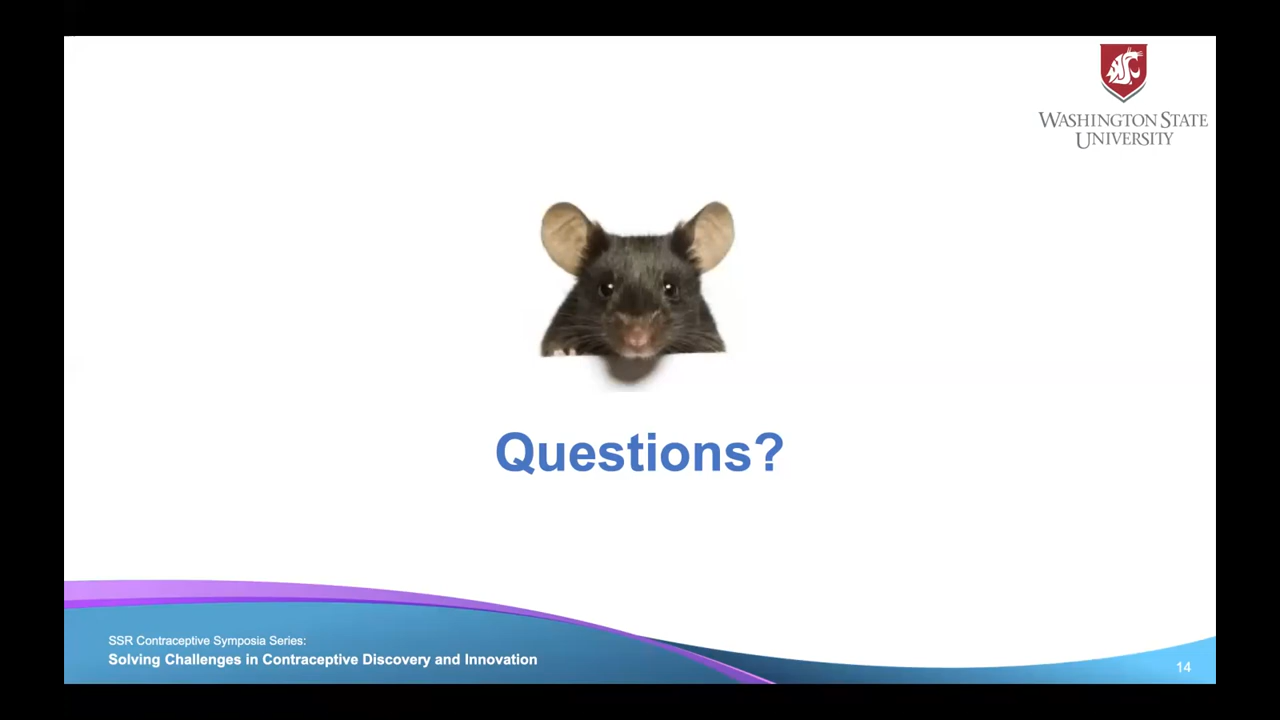 WASHINGTON STATE
UNIVERSITY
Questions?
SSR Contraceptive Symposia Series:
Solving Challenges in Contraceptive Discovery and Innovation
14